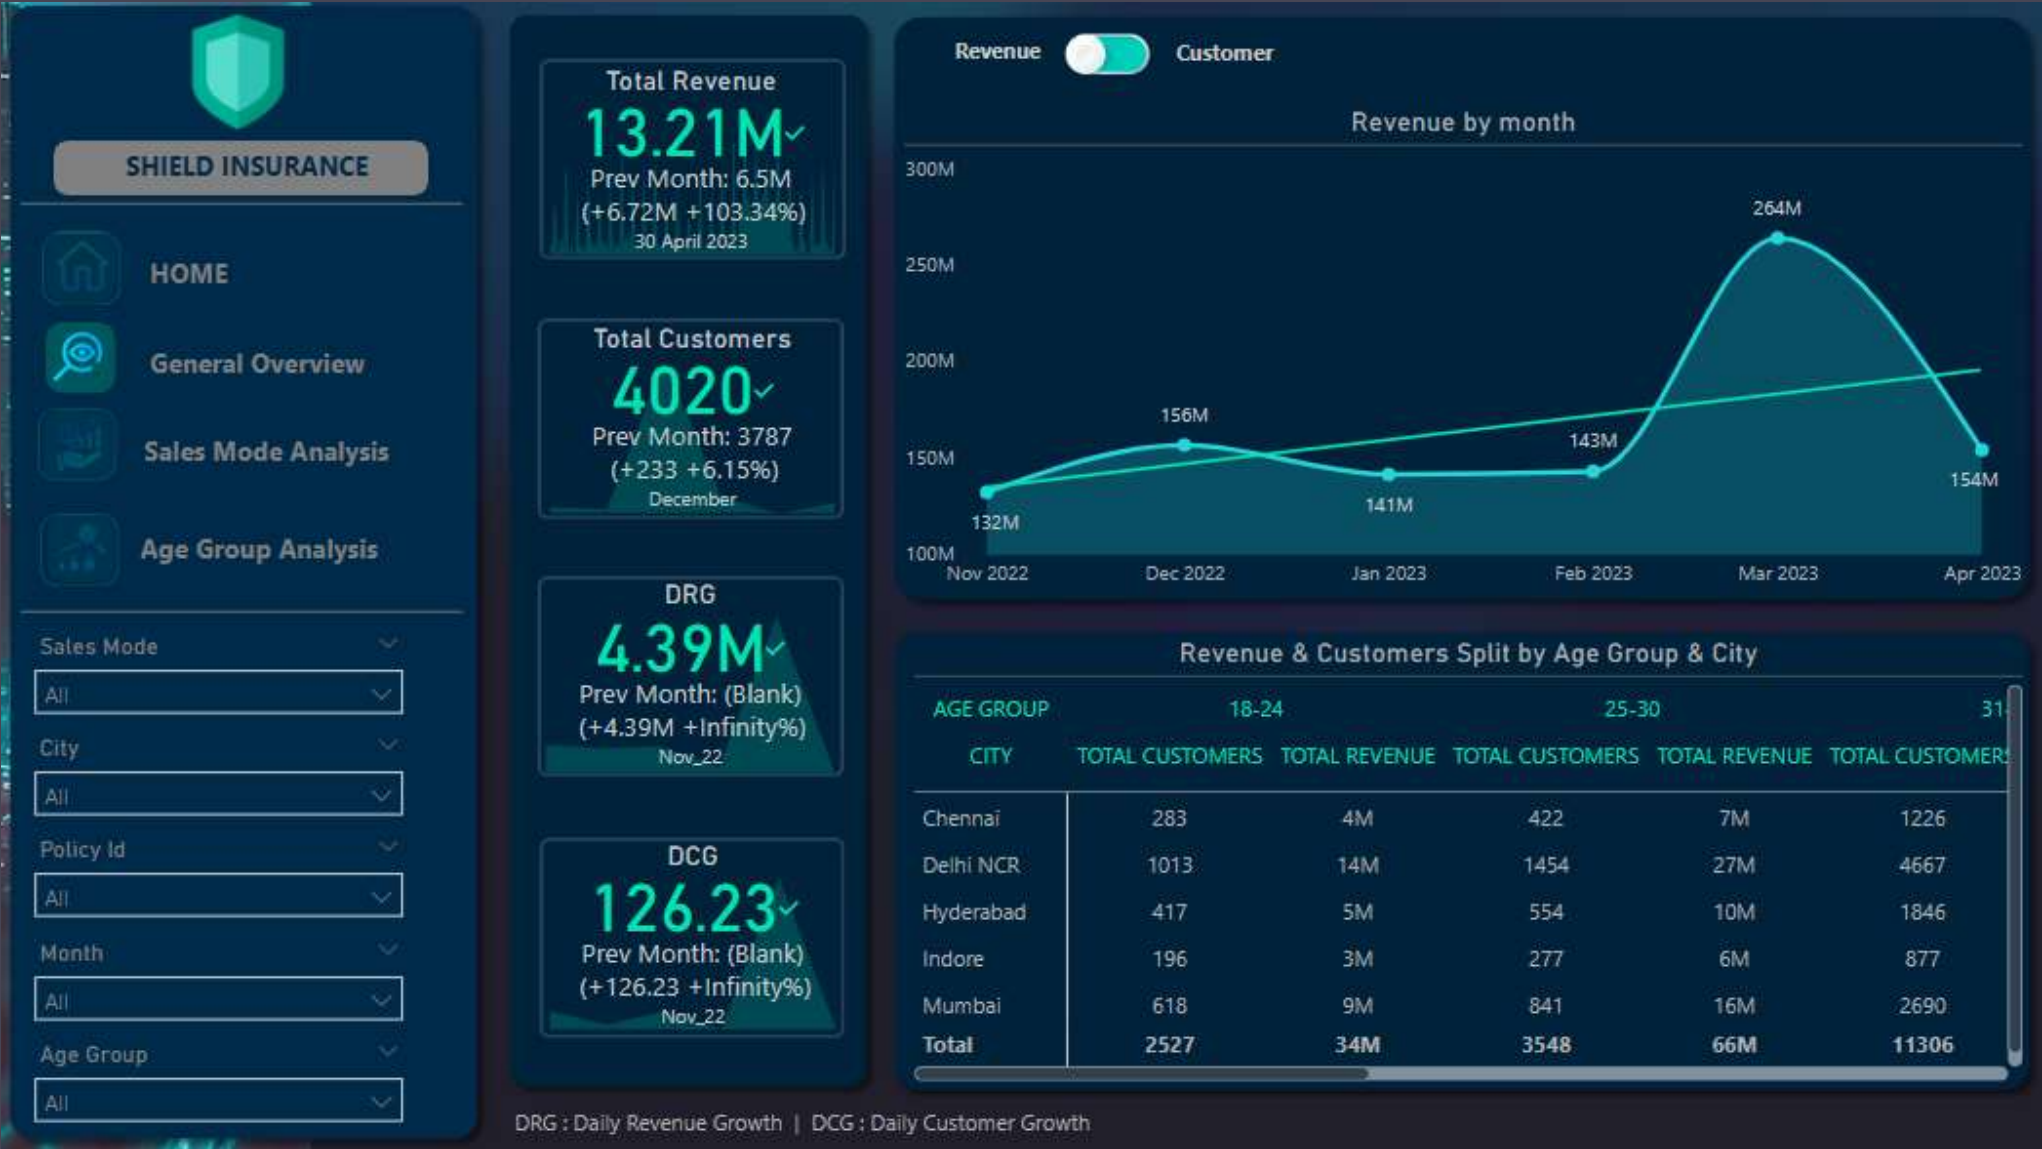 SHIELD INSURANCE
HOME
General Overview
Sales Mode Analysis
Age Group Analysis
Sales Mode
All
City
All
Policy Id
All
Month
All
Age Group
All
Total Revenue
13.21M
Prev Month: 6.5M
(+6.72M +103.34%)
30 April 2023
Total Customers
4020
Prev Month: 3787
(+233 +6.15%)
December
DRG
4.39M
Prev Month: (Blank)
(+4.39M +Infinity%)
Nov_22
DCG
126.23
Prev Month: (Blank)
(+126.23 +Infinity%)
Nov_22
Revenue Customer
Revenue by month
300M
250M
200M
150M
100M
132M
156M
141M
143M
264M
154M
Nov 2022 Dec 2022 Jan 2023 Feb 2023 Mar 2023 Apr 2023
Revenue & Customers Split by Age Group & City
AGE GROUP 18-24 25-30 31-
CITY TOTAL CUSTOMERS TOTAL REVENUE TOTAL CUSTOMERS TOTAL REVENUE TOTAL CUSTOMERS
Chennai 283 4M 422 7M 1226
Delhi NCR 1013 14M 1454 27M 4667
Hyderabad 417 5M 554 10M 1846
Indore 196 3M 277 6M 877
Mumbai 618 9M 841 16M 2690
Total 2527 34M 3548 66M 11306
DRG : Daily Revenue Growth | DCG : Daily Customer Growth